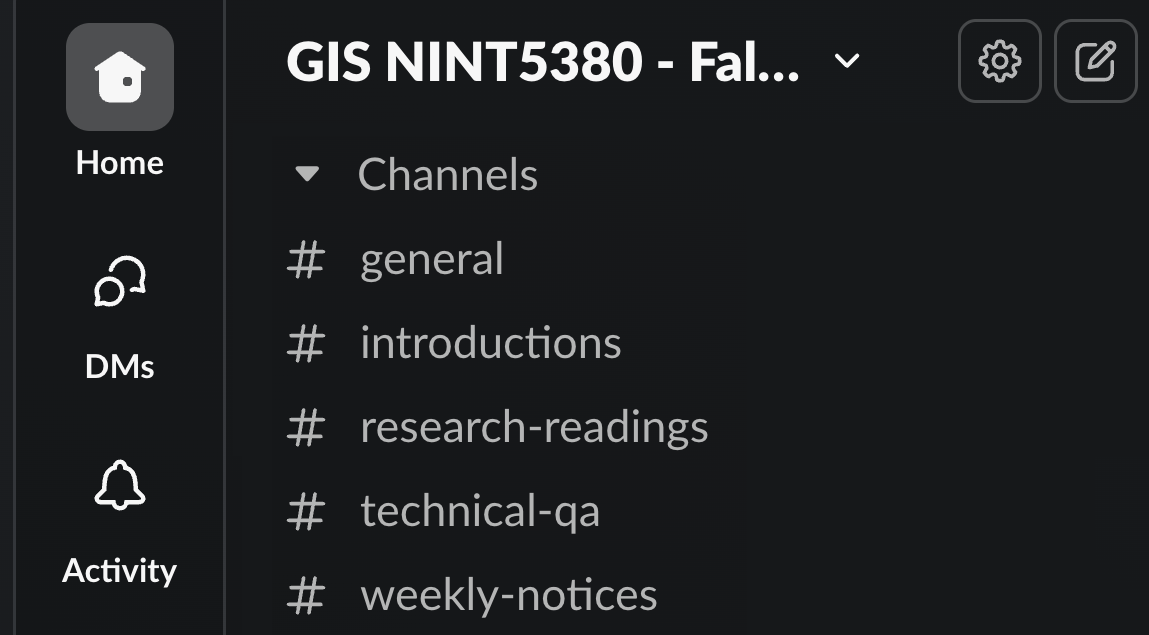 Home
DMs
Activity
GIS NINT5380 - Fal...
Channels
# general
# introductions
# research-readings
# technical-qa
# weekly-notices